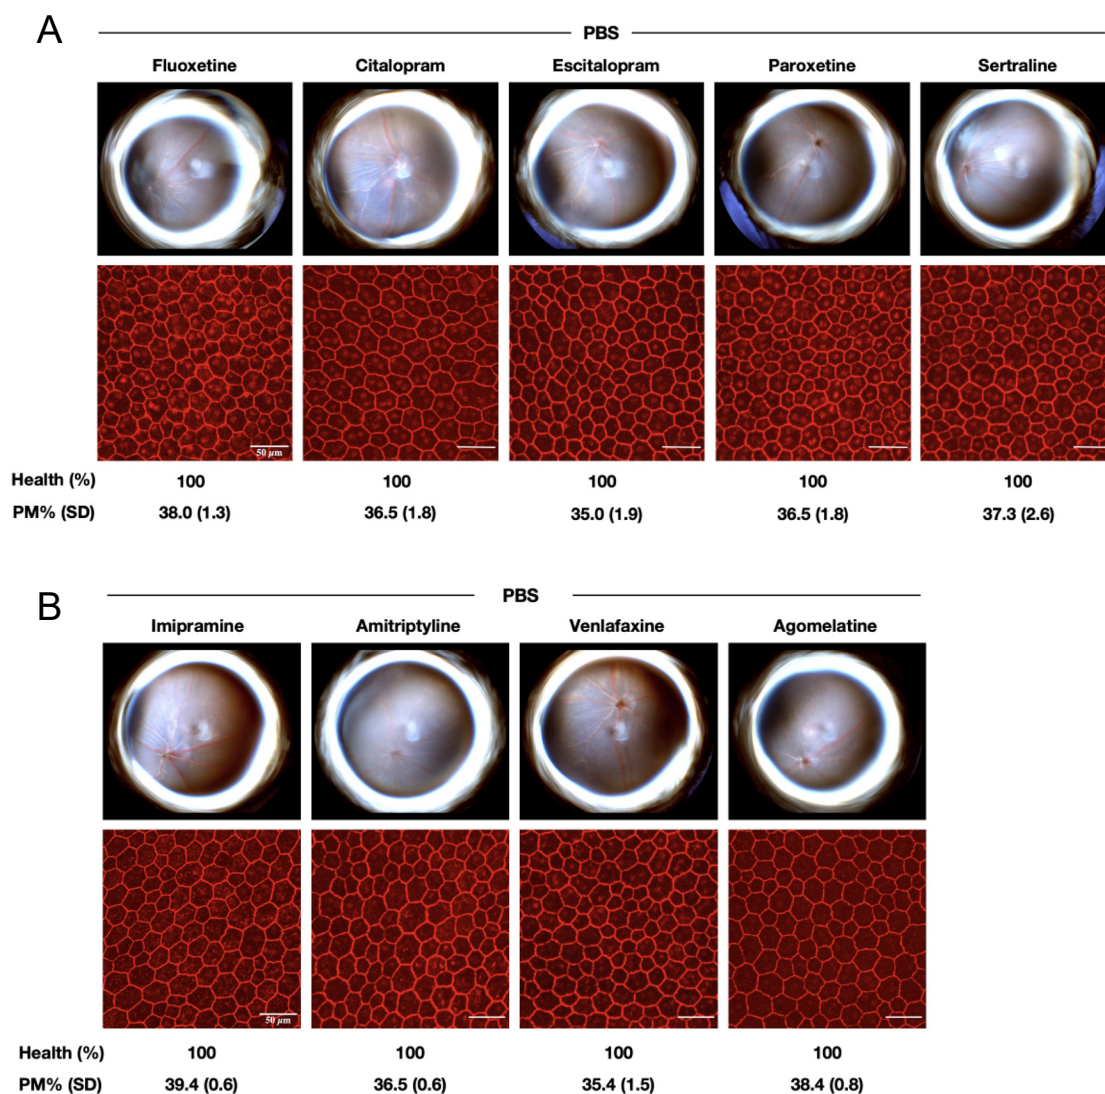 A
PBS
Fluoxetine Citalopram Escitalopram Paroxetine Sertraline
50 µm
Health (%) 100 100 100 100 100
PM% (SD) 38.0 (1.3) 36.5 (1.8) 35.0 (1.9) 36.5 (1.8) 37.3 (2.6)
B
PBS
Imipramine Amitriptyline Venlafaxine Agomelatine
50 µm
Health (%) 100 100 100 100
PM% (SD) 39.4 (0.6) 36.5 (0.6) 35.4 (1.5) 38.4 (0.8)